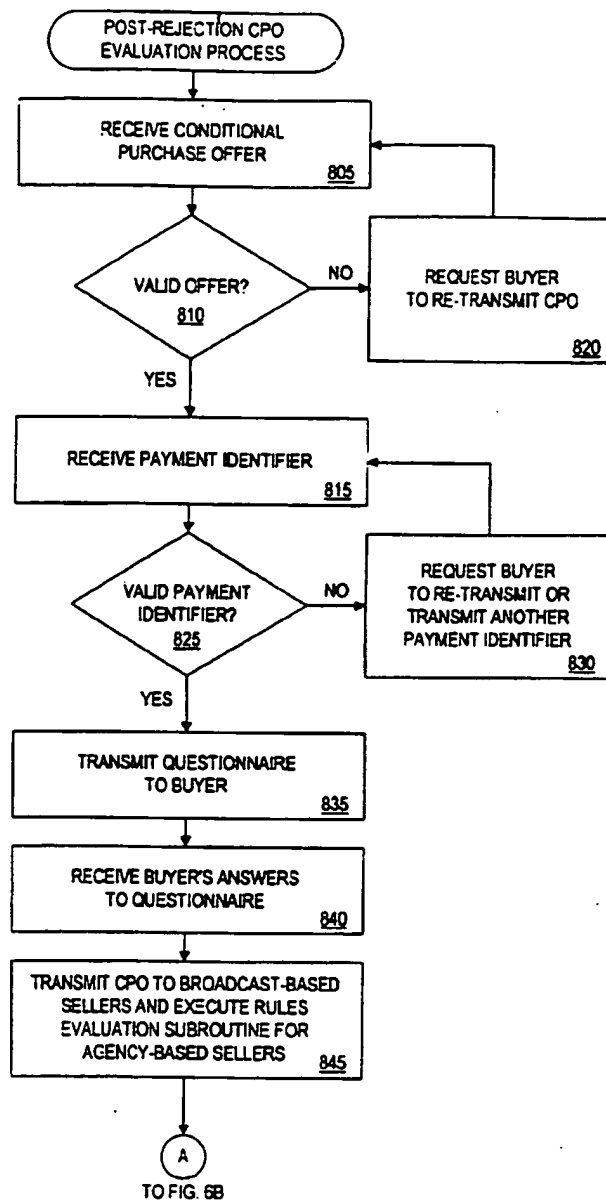 POST-REJECTION CPO
EVALUATION PROCESS
RECEIVE CONDITIONAL
PURCHASE OFFER
805
VALID OFFER?
810
NO
REQUEST BUYER
TO RE-TRANSMIT CPO
820
YES
RECEIVE PAYMENT IDENTIFIER
815
VALID PAYMENT
IDENTIFIER?
825
NO
REQUEST BUYER
TO RE-TRANSMIT OR
TRANSMIT ANOTHER
PAYMENT IDENTIFIER
830
YES
TRANSMIT QUESTIONNAIRE
TO BUYER
835
RECEIVE BUYER'S ANSWERS
TO QUESTIONNAIRE
840
TRANSMIT CPO TO BROADCAST-BASED
SELLERS AND EXECUTE RULES
EVALUATION SUBROUTINE FOR
AGENCY-BASED SELLERS
845
A
TO FIG. 6B